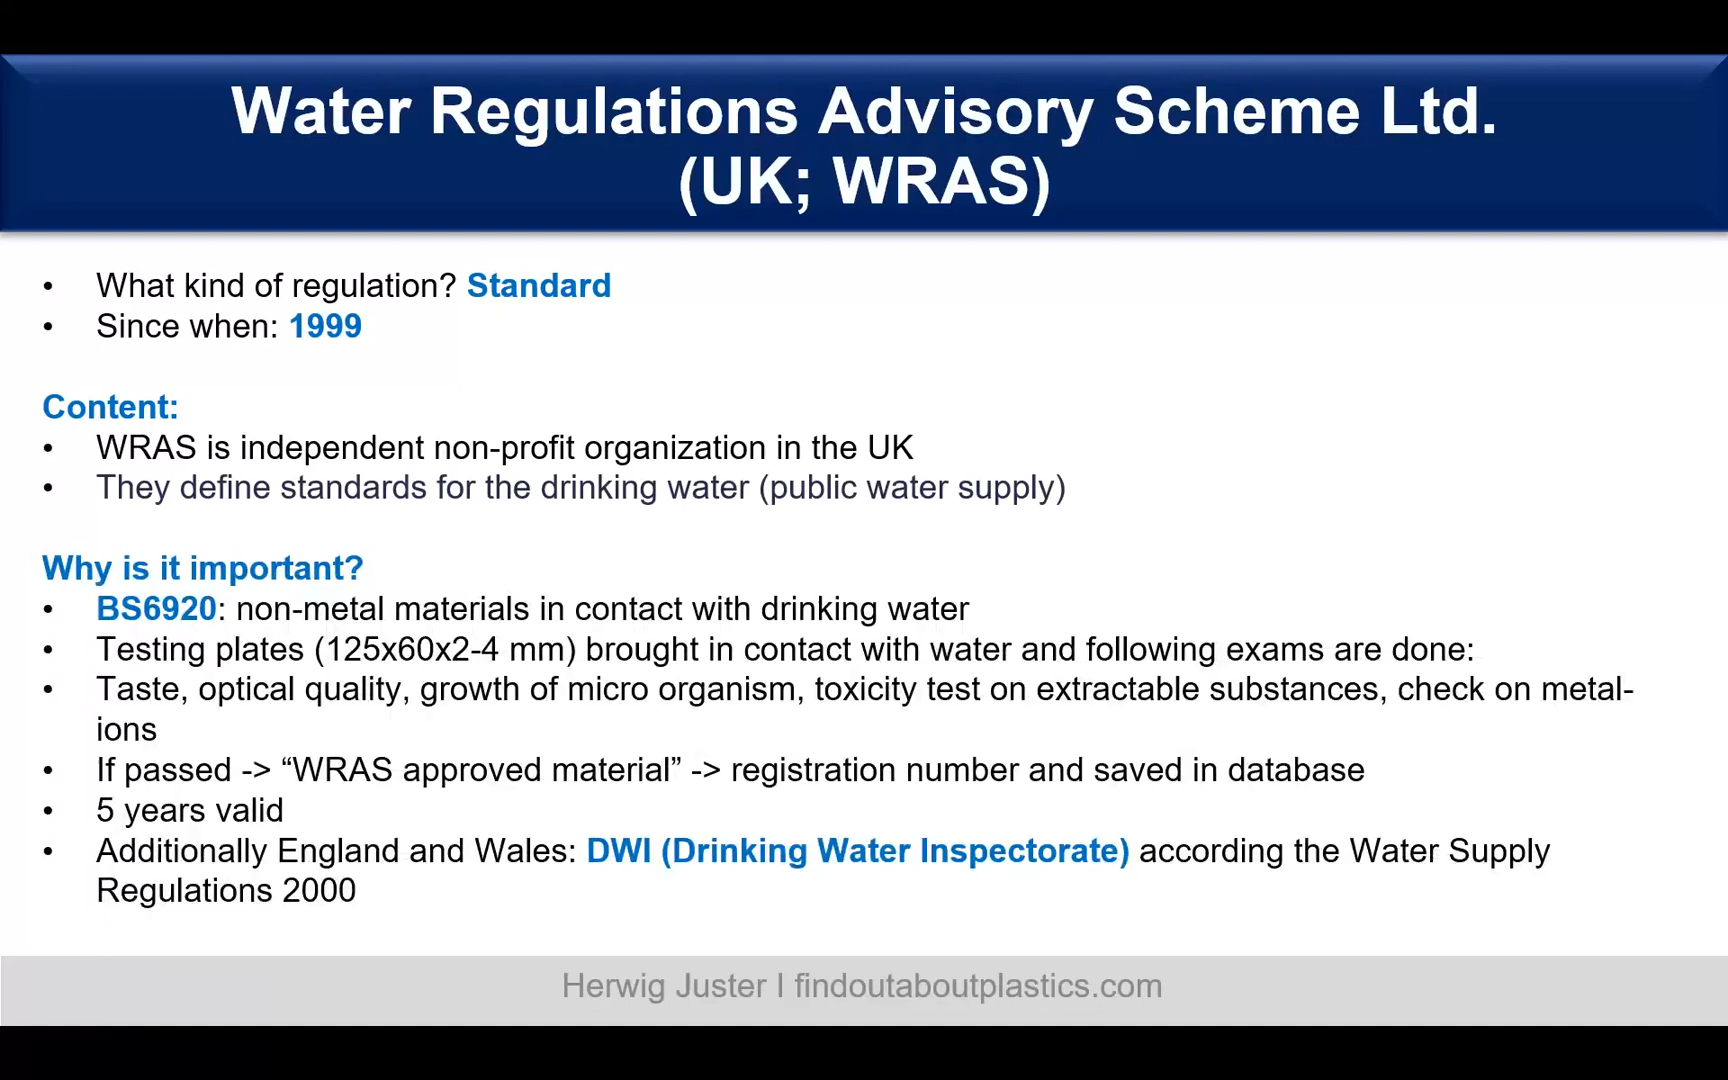 Water Regulations Advisory Scheme Ltd.
(UK; WRAS)
• What kind of regulation? Standard
• Since when: 1999
Content:
• WRAS is independent non-profit organization in the UK
• They define standards for the drinking water (public water supply)
Why is it important?
• BS6920: non-metal materials in contact with drinking water
• Testing plates (125x60x2-4 mm) brought in contact with water and following exams are done:
• Taste, optical quality, growth of micro organism, toxicity test on extractable substances, check on metal-
ions
• If passed -> “WRAS approved material” -> registration number and saved in database
• 5 years valid
• Additionally England and Wales: DWI (Drinking Water Inspectorate) according the Water Supply
Regulations 2000
Herwig Juster I findoutaboutplastics.com